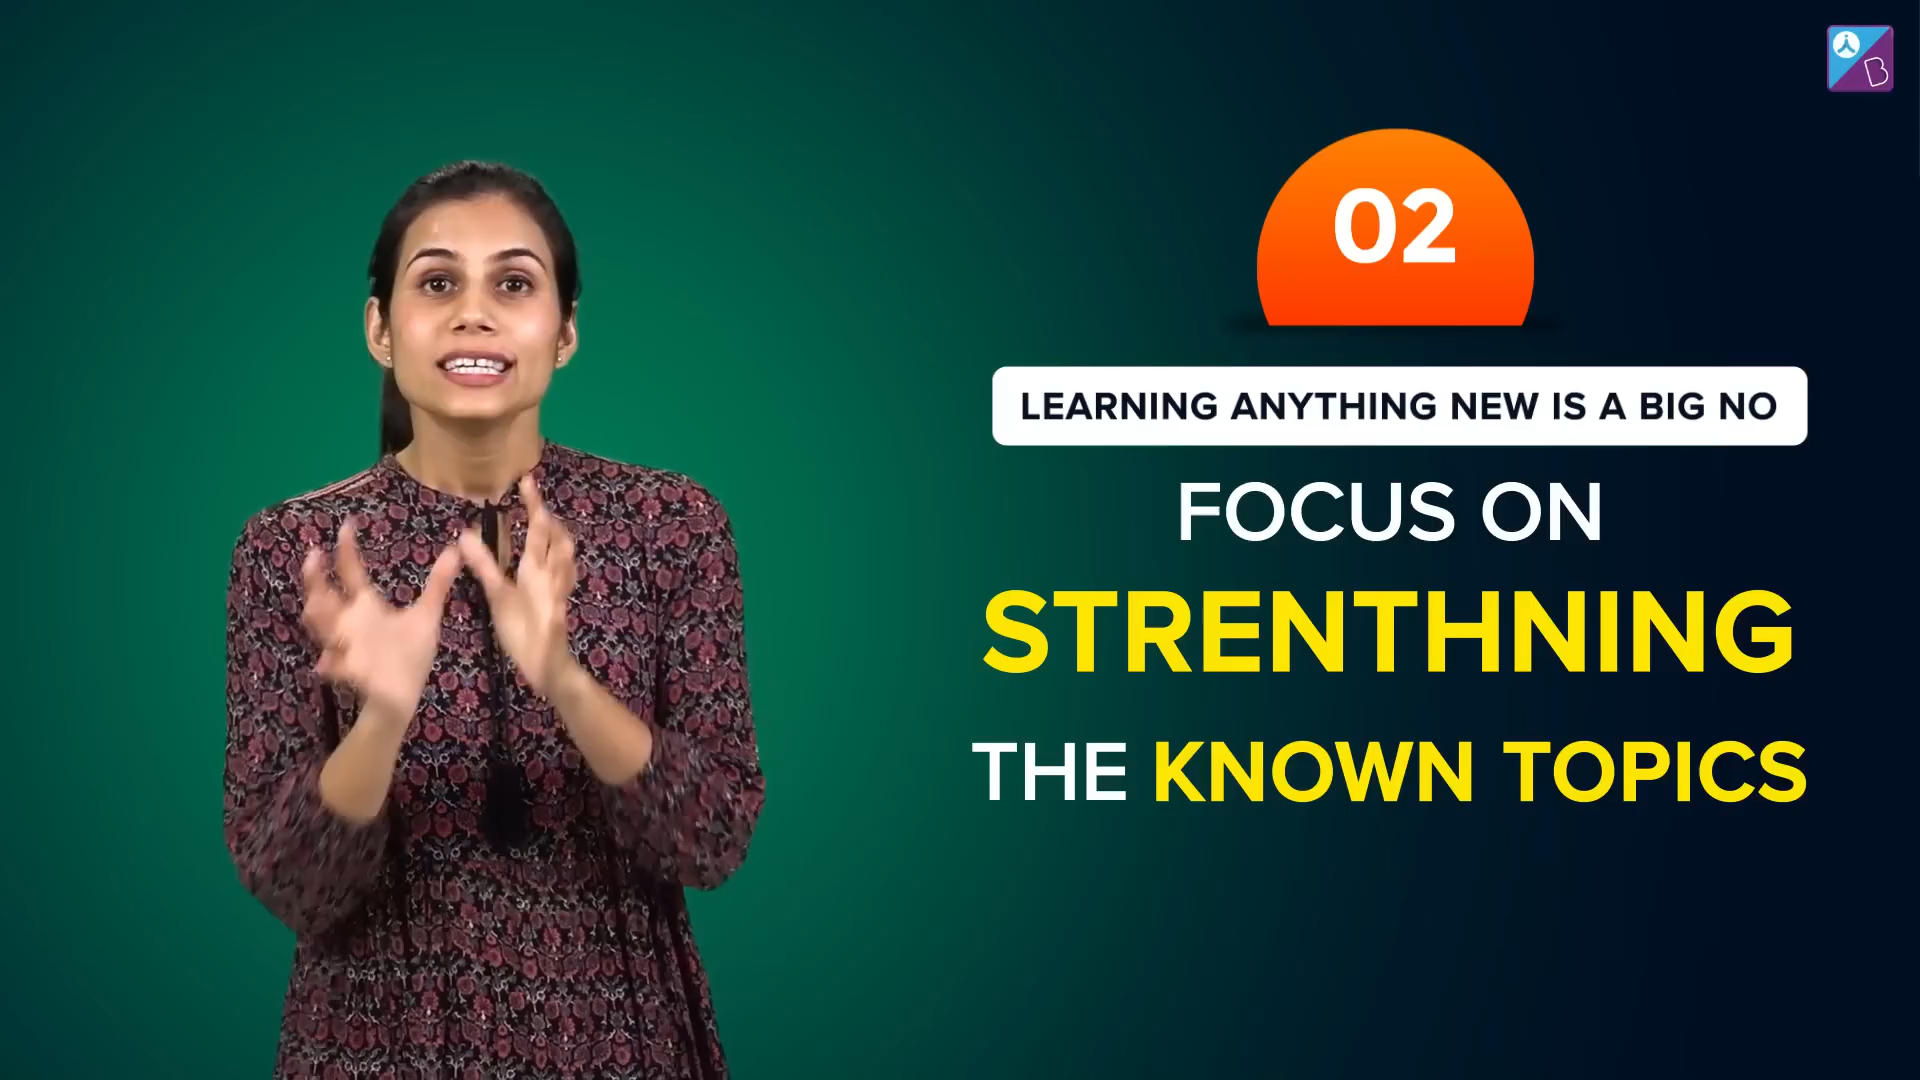 02
LEARNING ANYTHING NEW IS A BIG NO
FOCUS ON
STRENTHNING
THE KNOWN TOPICS
B